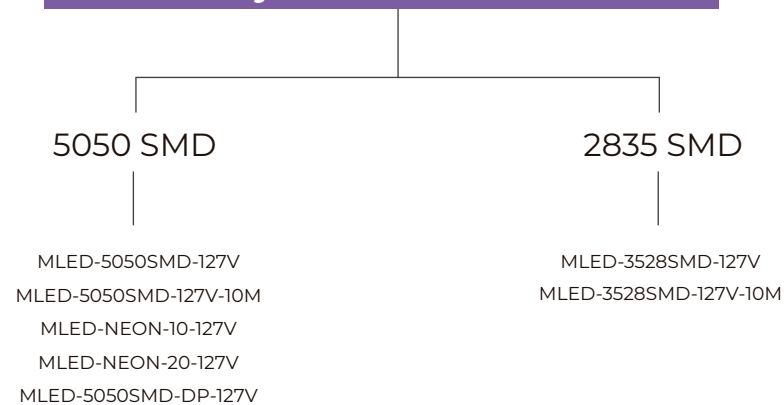 5050 SMD
2835 SMD
MLED-5050SMD-127V
MLED-5050SMD-127V-10M
MLED-NEON-10-127V
MLED-NEON-20-127V
MLED-5050SMD-DP-127V
MLED-3528SMD-127V
MLED-3528SMD-127V-10M